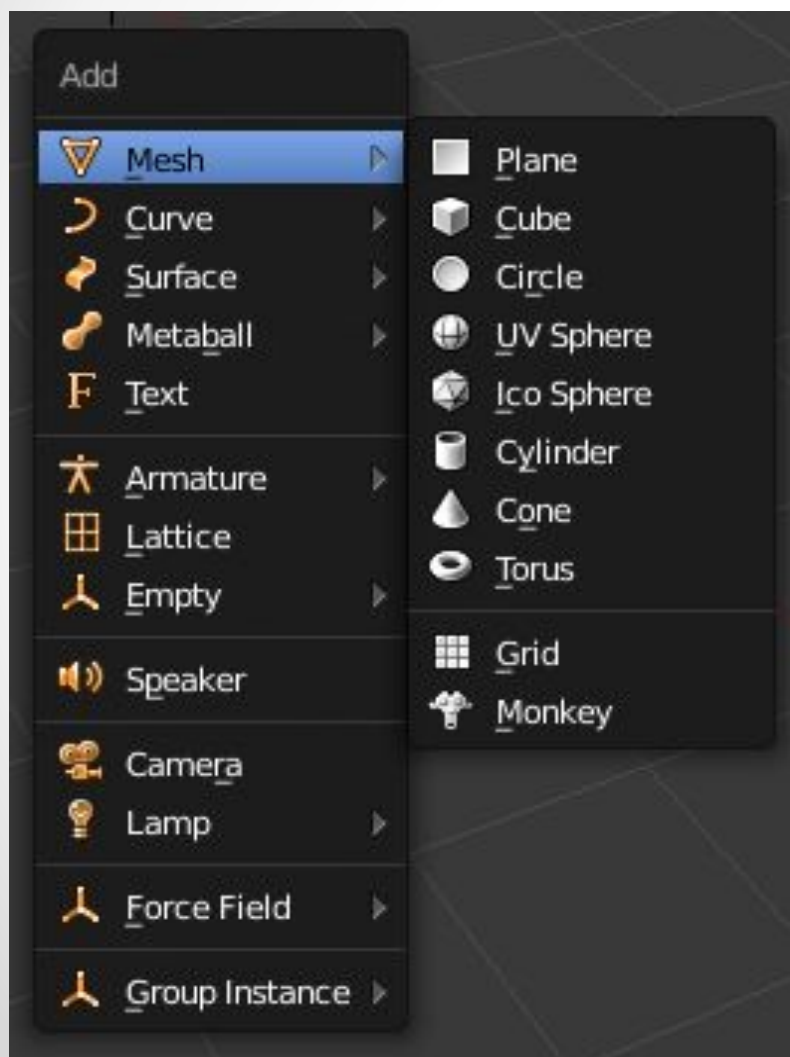 Add
Mesh
Curve
Surface
Metaball
Text
Armature
Lattice
Empty
Speaker
Camera
Lamp
Force Field
Group Instance
Plane
Cube
Circle
UV Sphere
Ico Sphere
Cylinder
Cone
Torus
Grid
Monkey